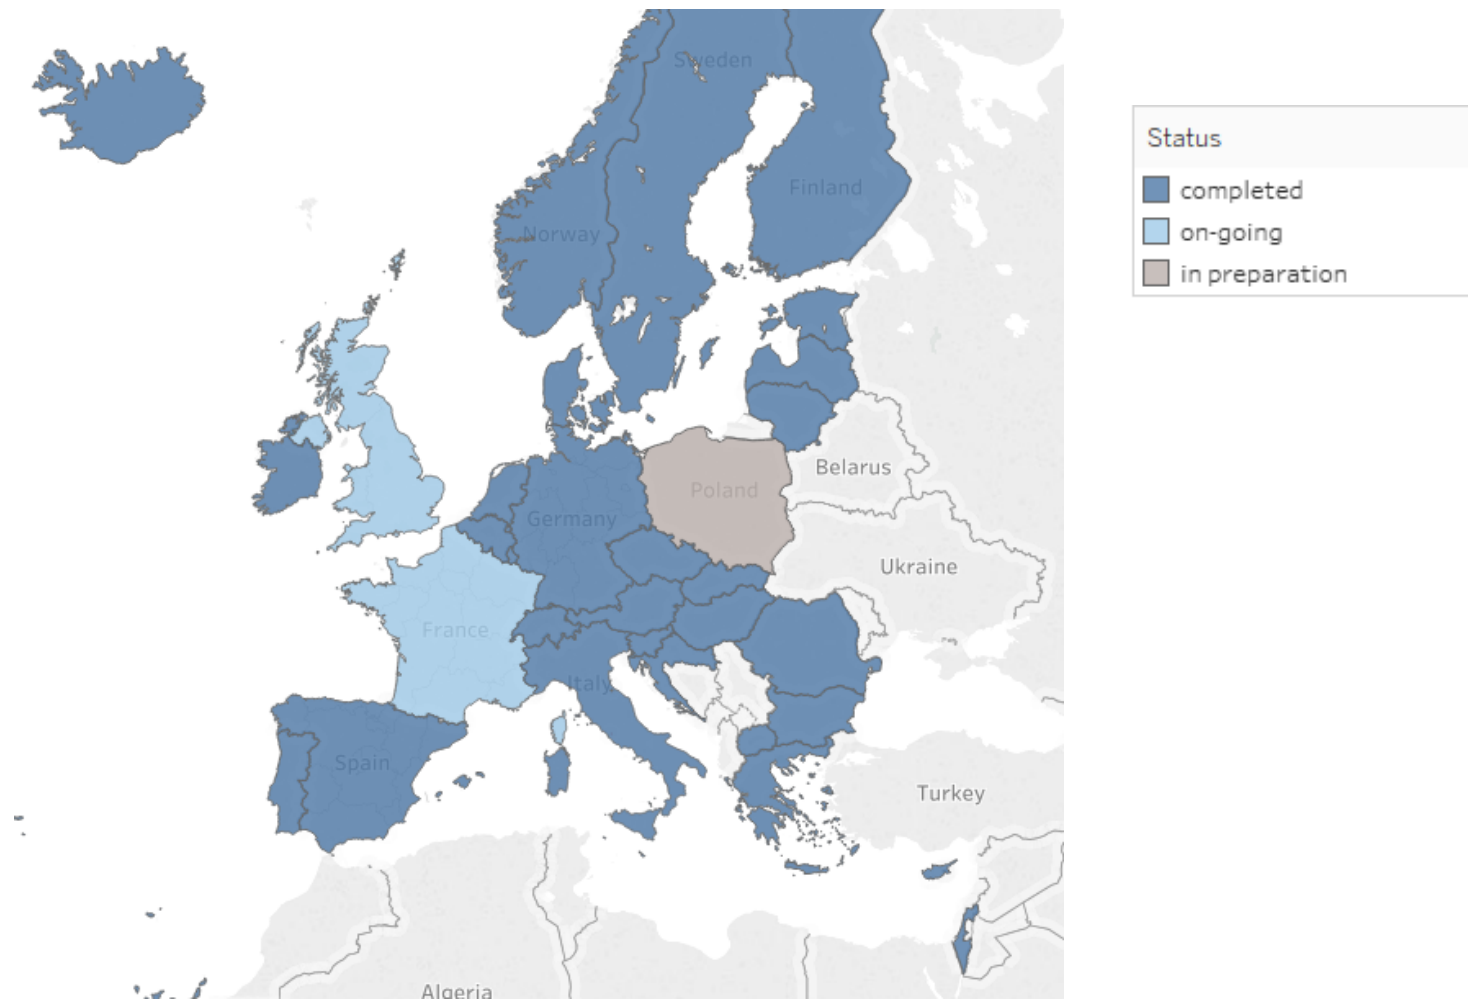 Sweden
Status
Finland
completed
Norway
on-going
in preparation
Belarus
Poland
Germany
Ukraine
France
Italy
Spain
Turkey
Algeria